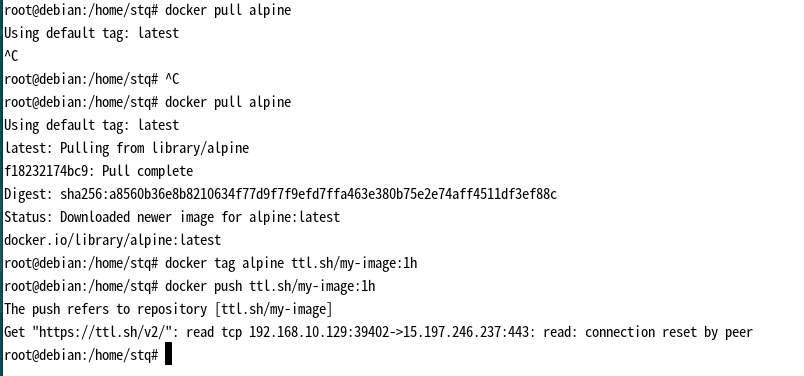 root@debian:/home/stq# docker pull alpine
Using default tag: latest
^C
root@debian:/home/stq# ^C
root@debian:/home/stq# docker pull alpine
Using default tag: latest
latest: Pulling from library/alpine
f18232174bc9: Pull complete
Digest: sha256:a8560b36e8b8210634f77d9f7f9efd7ffa463e380b75e2e74aff4511df3ef88c
Status: Downloaded newer image for alpine:latest
docker.io/library/alpine:latest
root@debian:/home/stq# docker tag alpine ttl.sh/my-image:1h
root@debian:/home/stq# docker push ttl.sh/my-image:1h
The push refers to repository [ttl.sh/my-image]
Get "https://ttl.sh/v2/": read tcp 192.168.10.129:39402->15.197.246.237:443: read: connection reset by peer
root@debian:/home/stq#